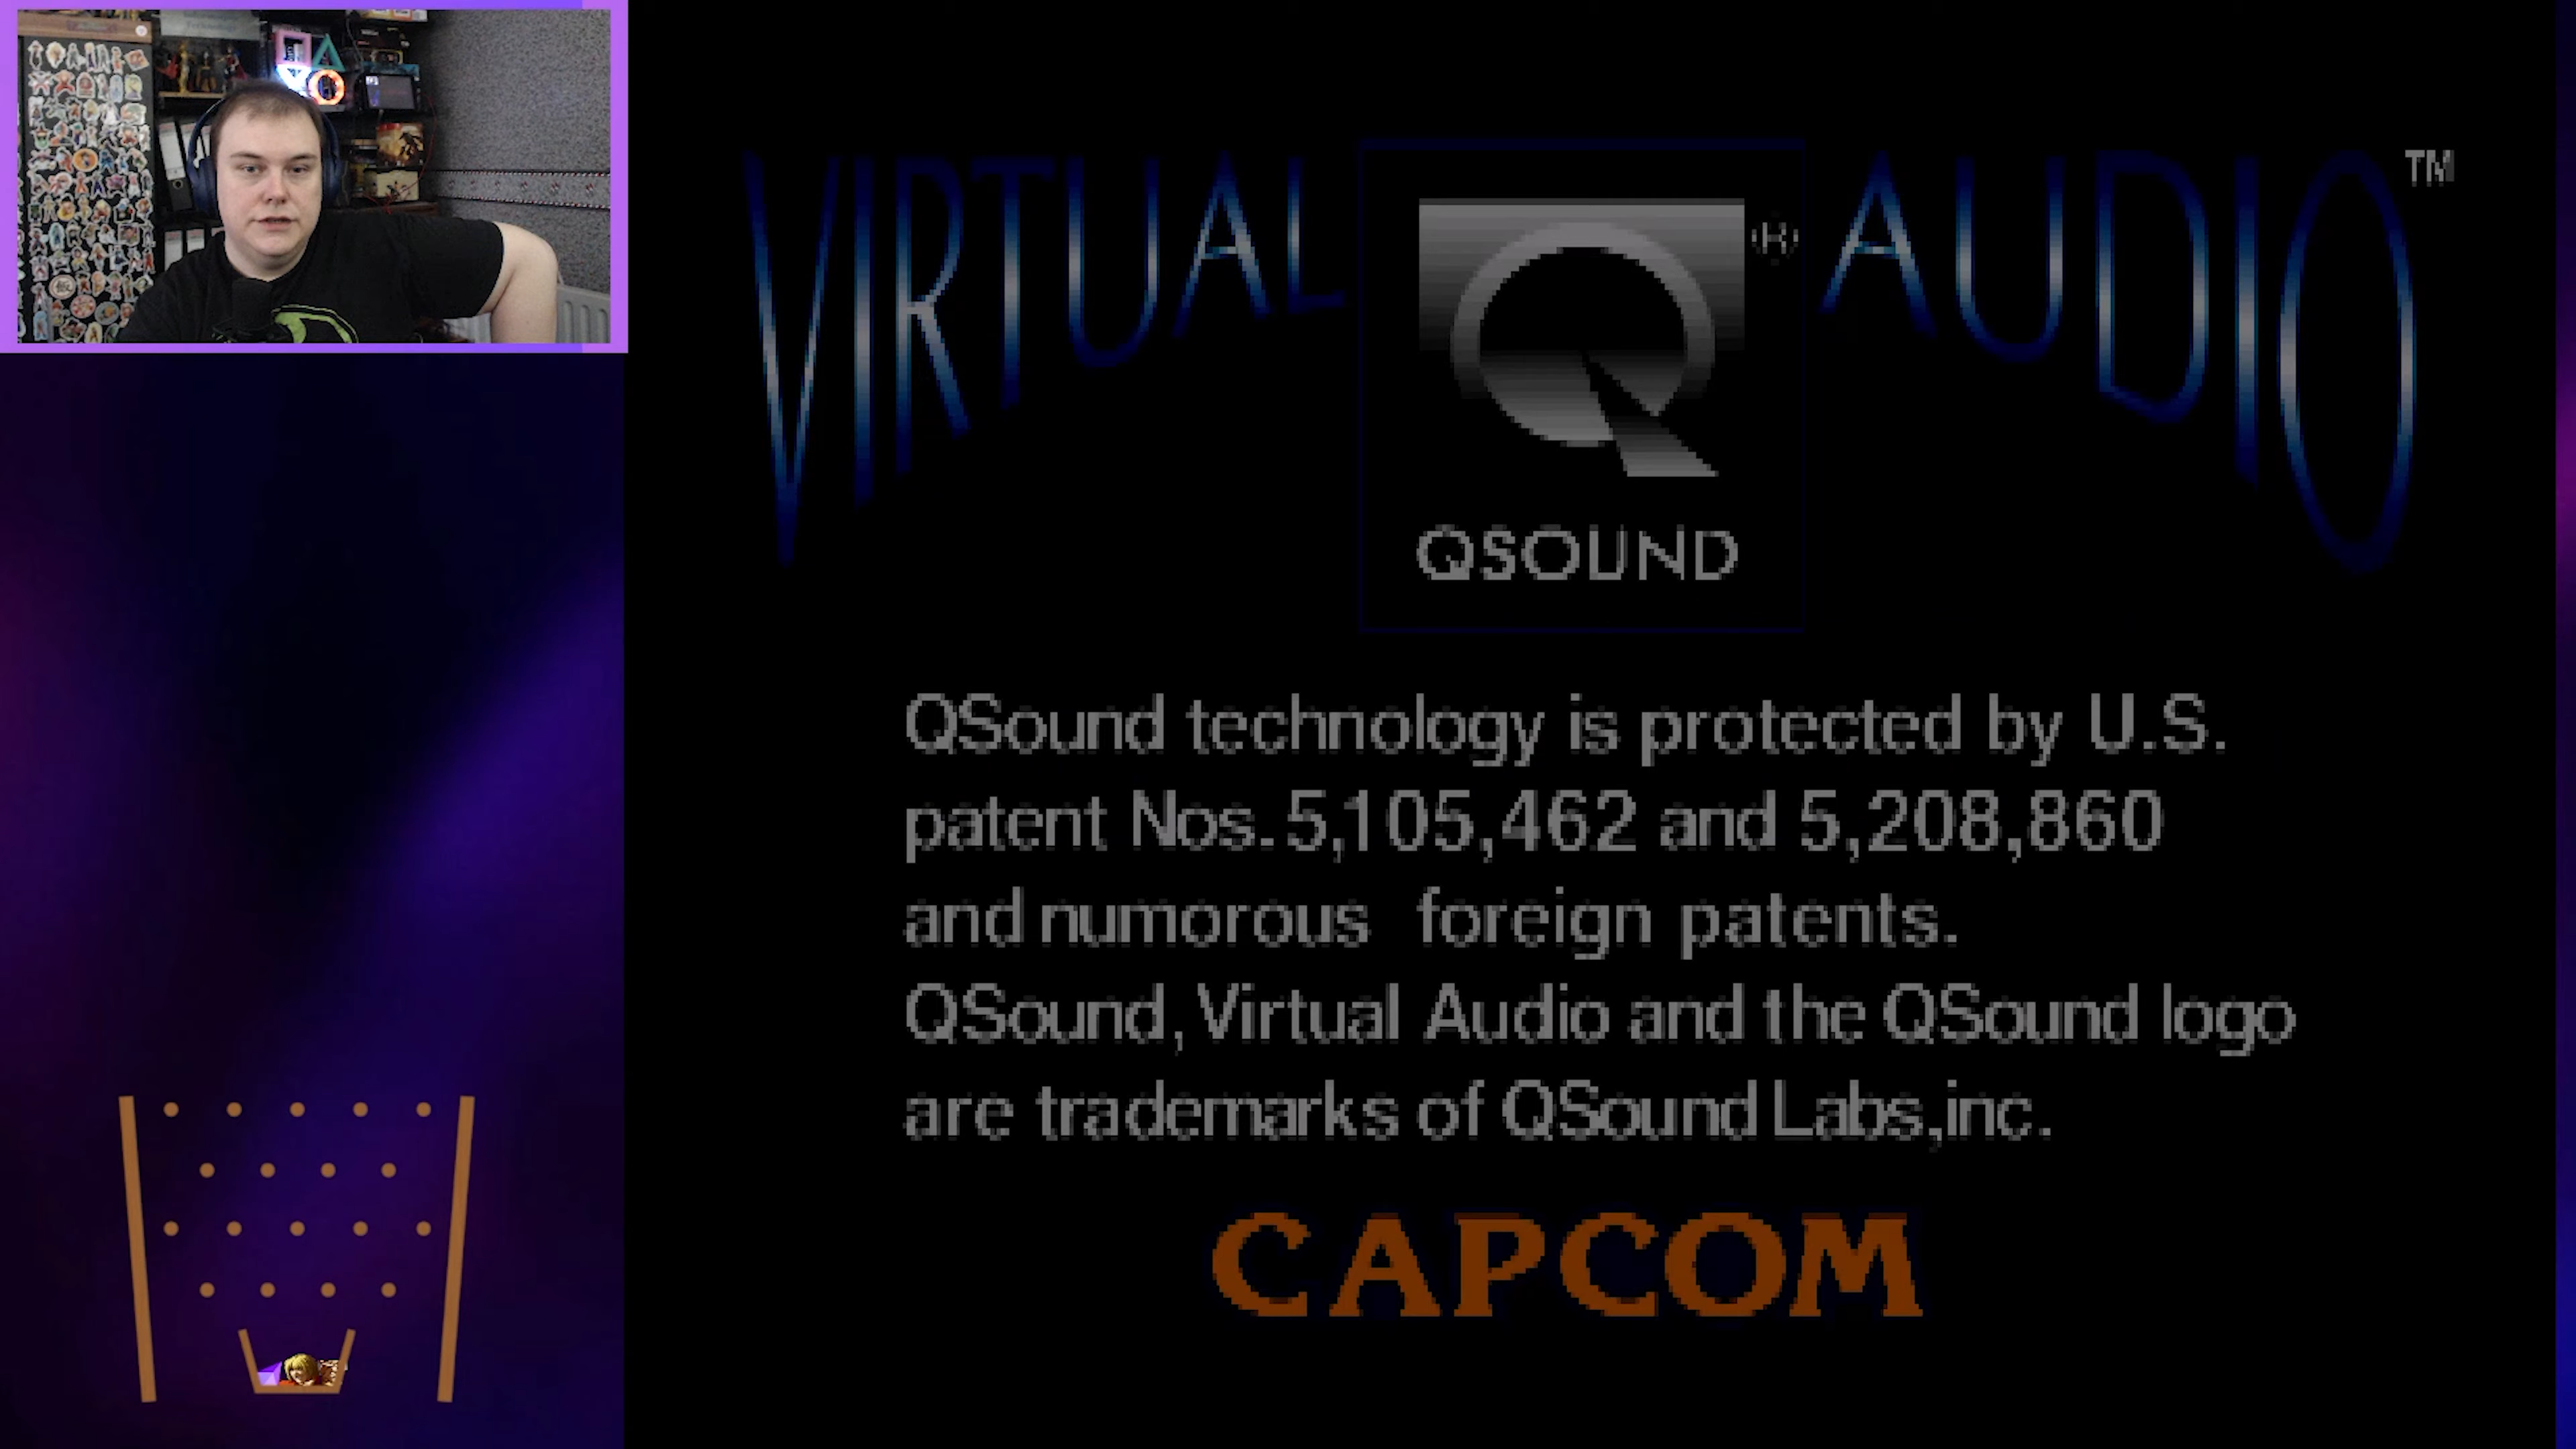 VIRTUAL AUDIO TM
(R)
QSOUND
QSound technology is protected by U.S.
patent Nos. 5,105,462 and 5,208,860
and numorous foreign patents.
QSound, Virtual Audio and the QSound logo
are trademarks of QSound Labs,inc.
CAPCOM